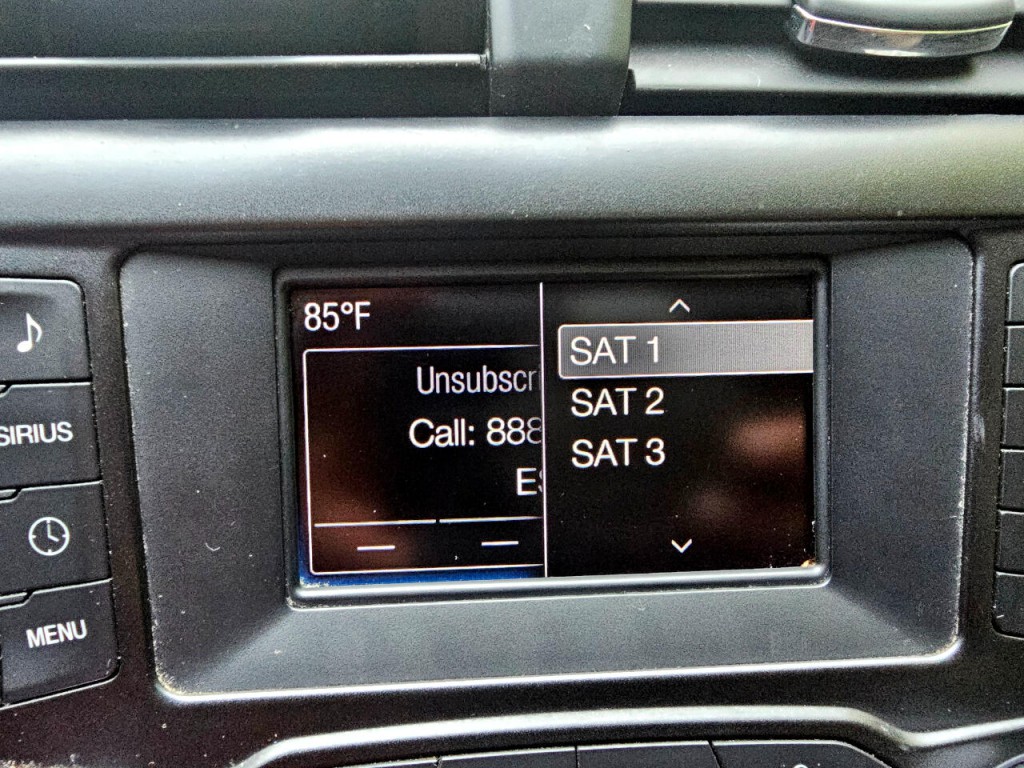 85°F
Unsubscr
Call: 888
E
SAT 1
SAT 2
SAT 3
SIRIUS
MENU